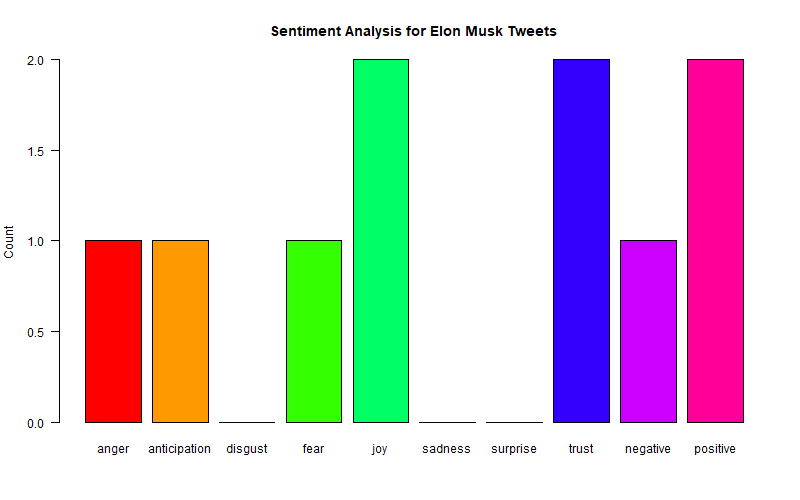 Sentiment Analysis for Elon Musk Tweets
2.0
1.5
1.0
0.5
0.0
Count
anger anticipation disgust fear joy sadness surprise trust negative positive